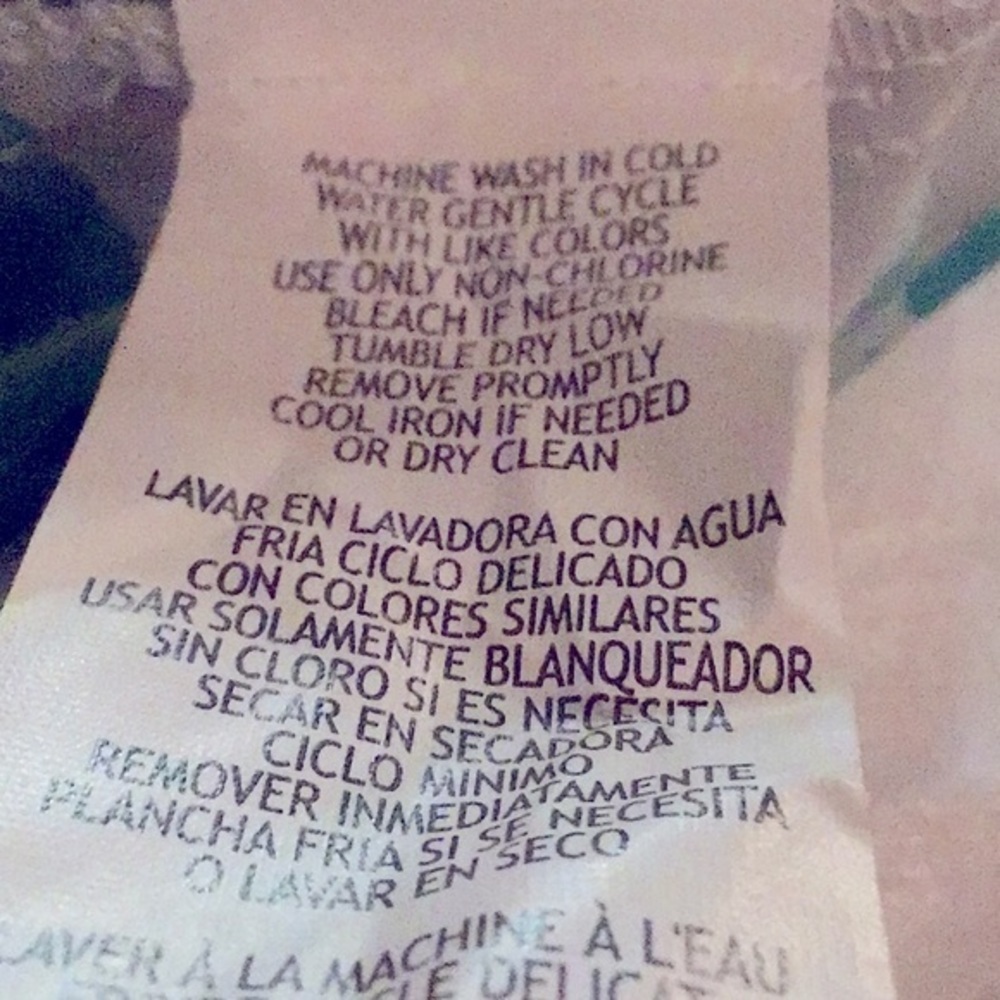 MACHINE WASH IN COLD
WATER GENTLE CYCLE
WITH LIKE COLORS
USE ONLY NON-CHLORINE
BLEACH IF NEEDED
TUMBLE DRY LOW
REMOVE PROMPTLY
COOL IRON IF NEEDED
OR DRY CLEAN
LAVAR EN LAVADORA CON AGUA
FRIA CICLO DELICADO
CON COLORES SIMILARES
USAR SOLAMENTE BLANQUEADOR
SIN CLORO SI ES NECESITA
SECAR EN SECADORA
CICLO MINIMO
REMOVER INMEDIATAMENTE
PLANCHA FRIA SI SE NECESITA
O LAVAR EN SECO
LAVER À LA MACHINE À L'EAU